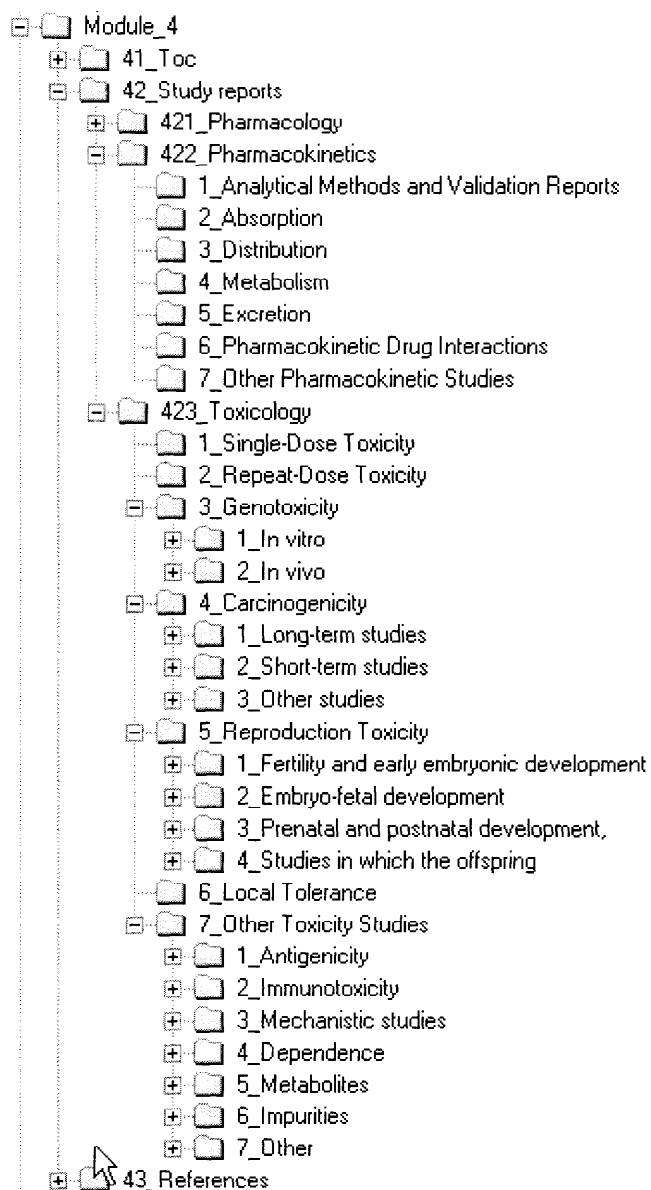 Module_4
41_Toc
42_Study reports
421_Pharmacology
422_Pharmacokinetics
1_Analytical Methods and Validation Reports
2_Absorption
3_Distribution
4_Metabolism
5_Excretion
6_Pharmacokinetic Drug Interactions
7_Other Pharmacokinetic Studies
423_Toxicology
1_Single-Dose Toxicity
2_Repeat-Dose Toxicity
3_Genotoxicity
1_In vitro
2_In vivo
4_Carcinogenicity
1_Long-term studies
2_Short-term studies
3_Other studies
5_Reproduction Toxicity
1_Fertility and early embryonic development
2_Embryo-fetal development
3_Prenatal and postnatal development,
4_Studies in which the offspring
6_Local Tolerance
7_Other Toxicity Studies
1_Antigenicity
2_Immunotoxicity
3_Mechanistic studies
4_Dependence
5_Metabolites
6_Impurities
7_Other
43_References